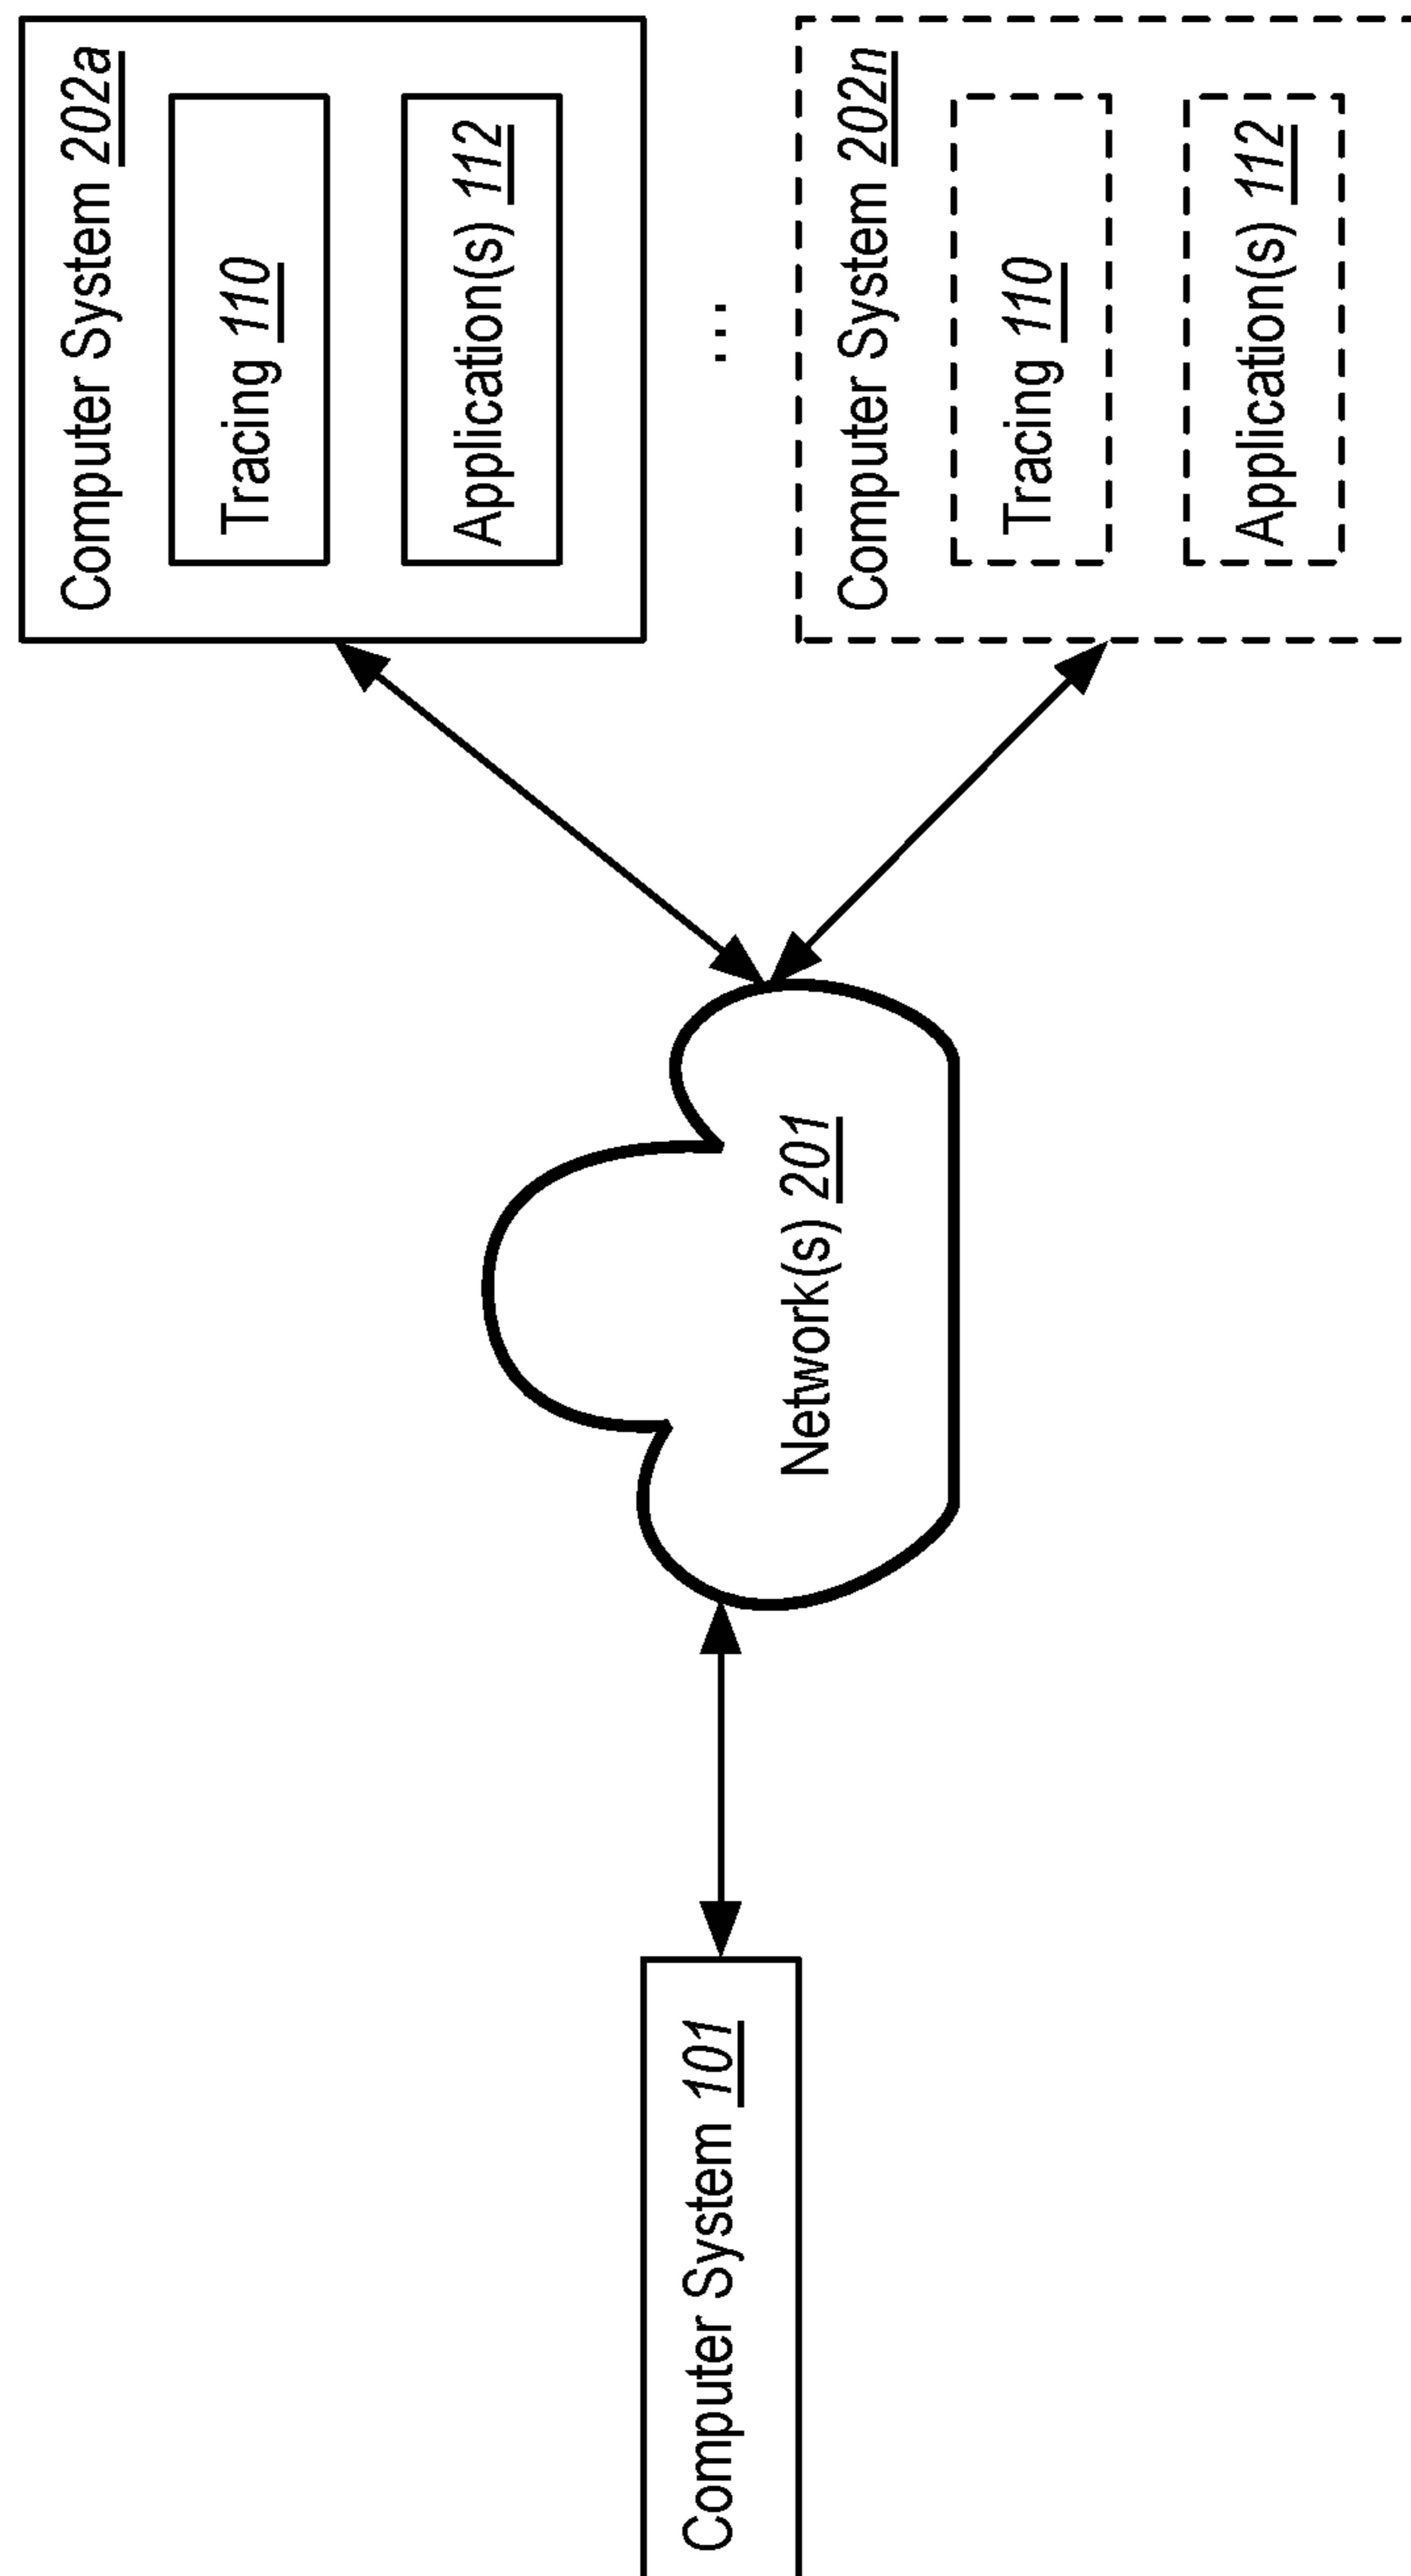 Computer System 101
Network(s) 201
Computer System 202a
Tracing 110
Application(s) 112
...
Computer System 202n
Tracing 110
Application(s) 112